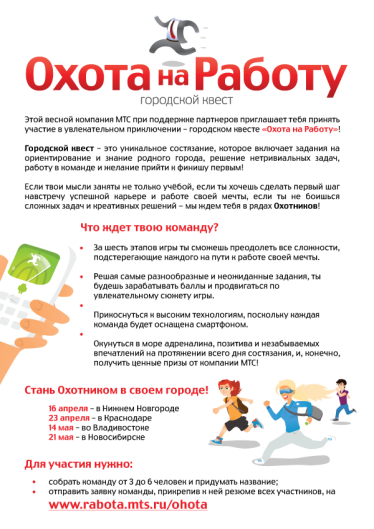 Охота на Работу
городской квест
Этой весной компания МТС при поддержке партнеров приглашает тебя принять
участие в увлекательном приключении – городском квесте «Охота на Работу»!
Городской квест – это уникальное состязание, которое включает задания на
ориентирование и знание родного города, решение нетривиальных задач,
работу в команде и желание прийти к финишу первым!
Если твои мысли заняты не только учёбой, если ты хочешь сделать первый шаг
навстречу успешной карьере и работе своей мечты, если ты не боишься
сложных задач и креативных решений – мы ждем тебя в рядах Охотников!
Что ждет твою команду?
• За шесть этапов игры ты сможешь преодолеть все сложности,
подстерегающие каждого на пути к работе своей мечты.
• Решая самые разнообразные и неожиданные задания, ты
будешь зарабатывать баллы и продвигаться по
увлекательному сюжету игры.
•
Прикоснуться к высоким технологиям, поскольку каждая
команда будет оснащена смартфоном.
•
Окунуться в море адреналина, позитива и незабываемых
впечатлений на протяжении всего дня состязания, и, конечно,
получить ценные призы от компании МТС!
Стань Охотником в своем городе!
16 апреля – в Нижнем Новгороде
23 апреля – в Краснодаре
14 мая – во Владивостоке
21 мая – в Новосибирске
Для участия нужно:
• собрать команду от 3 до 6 человек и придумать название;
• отправить заявку команды, прикрепив к ней резюме всех участников, на
www.rabota.mts.ru/ohota